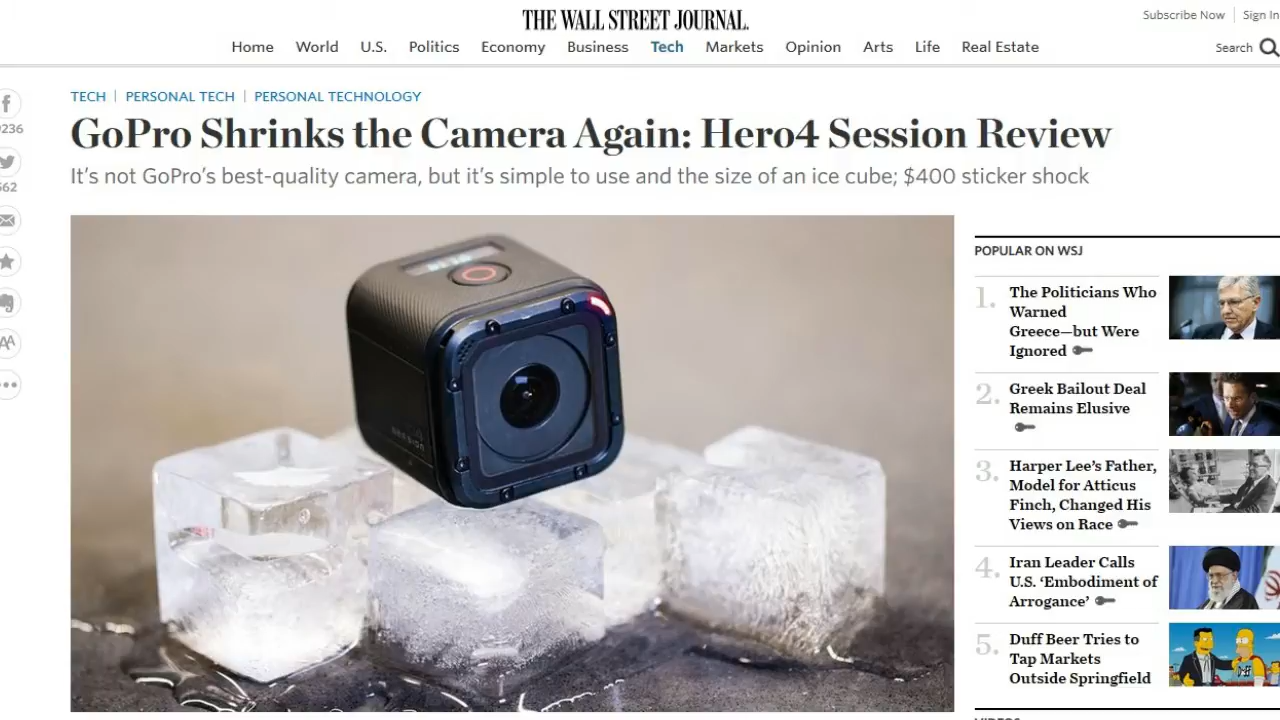 THE WALL STREET JOURNAL.
Subscribe Now
Sign In
Home World U.S. Politics Economy Business Tech Markets Opinion Arts Life Real Estate
Search
TECH | PERSONAL TECH | PERSONAL TECHNOLOGY
GoPro Shrinks the Camera Again: Hero4 Session Review
It's not GoPro's best-quality camera, but it's simple to use and the size of an ice cube; $400 sticker shock
236
62
AA
POPULAR ON WSJ
1. The Politicians Who
Warned
Greece—but Were
Ignored
2. Greek Bailout Deal
Remains Elusive
3. Harper Lee's Father,
Model for Atticus
Finch, Changed His
Views on Race
4. Iran Leader Calls
U.S. 'Embodiment of
Arrogance'
5. Duff Beer Tries to
Tap Markets
Outside Springfield